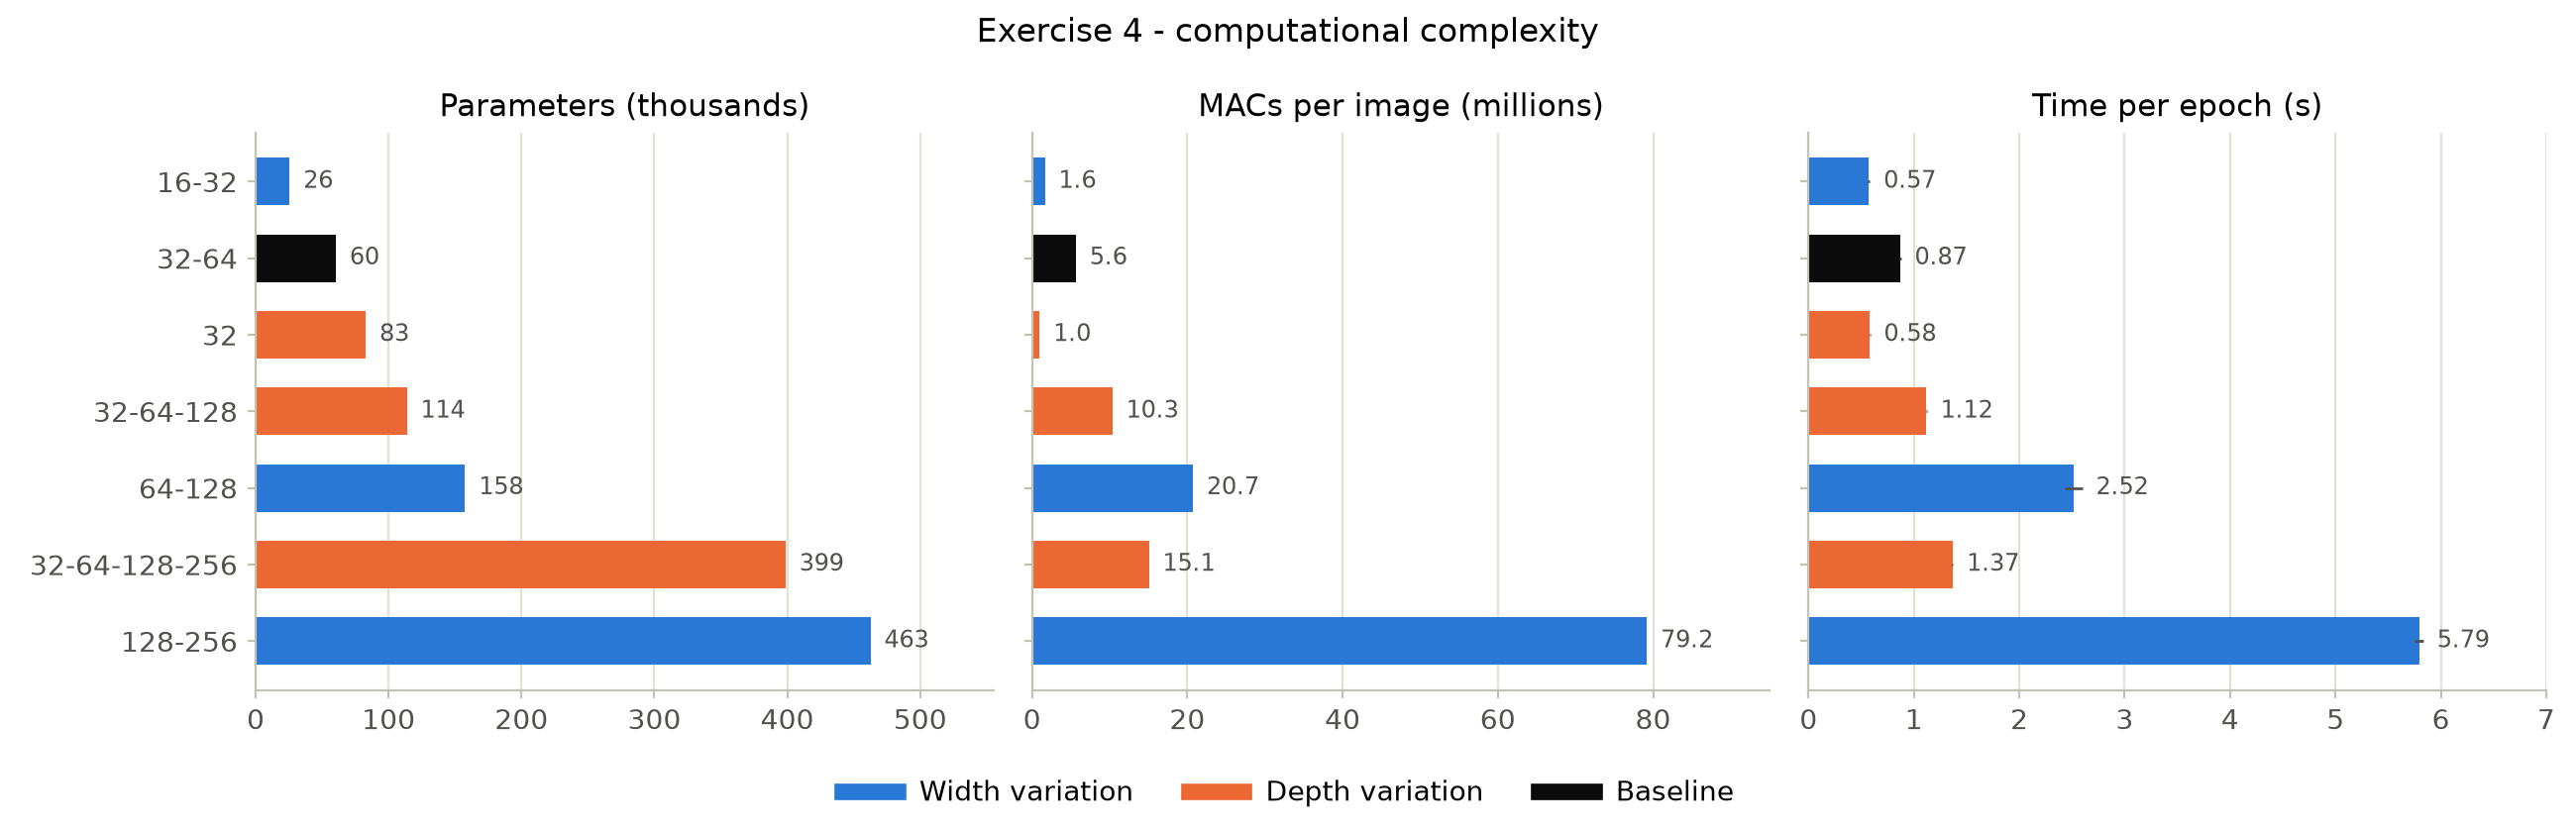 Exercise 4 - computational complexity
Parameters (thousands)
MACs per image (millions)
Time per epoch (s)
16-32
26
1.6
0.57
32-64
60
5.6
0.87
32
83
1.0
0.58
32-64-128
114
10.3
1.12
64-128
158
20.7
2.52
32-64-128-256
399
15.1
1.37
128-256
463
79.2
5.79
0 100 200 300 400 500
0 20 40 60 80
0 1 2 3 4 5 6 7
Width variation
Depth variation
Baseline